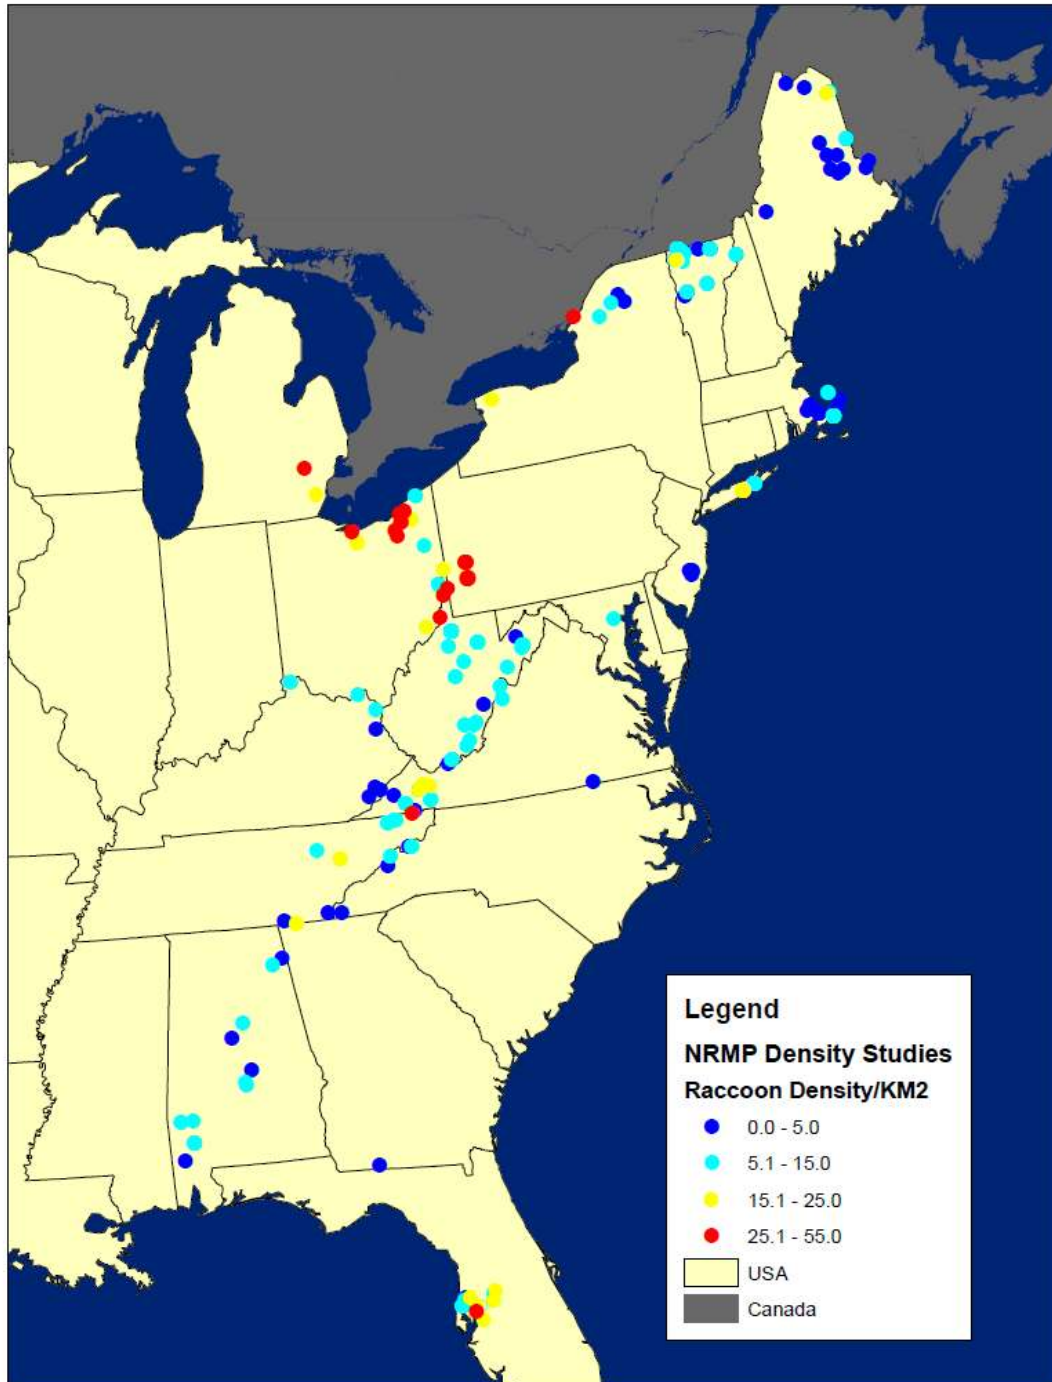 Legend
NRMP Density Studies
Raccoon Density/KM2
0.0 - 5.0
5.1 - 15.0
15.1 - 25.0
25.1 - 55.0
USA
Canada